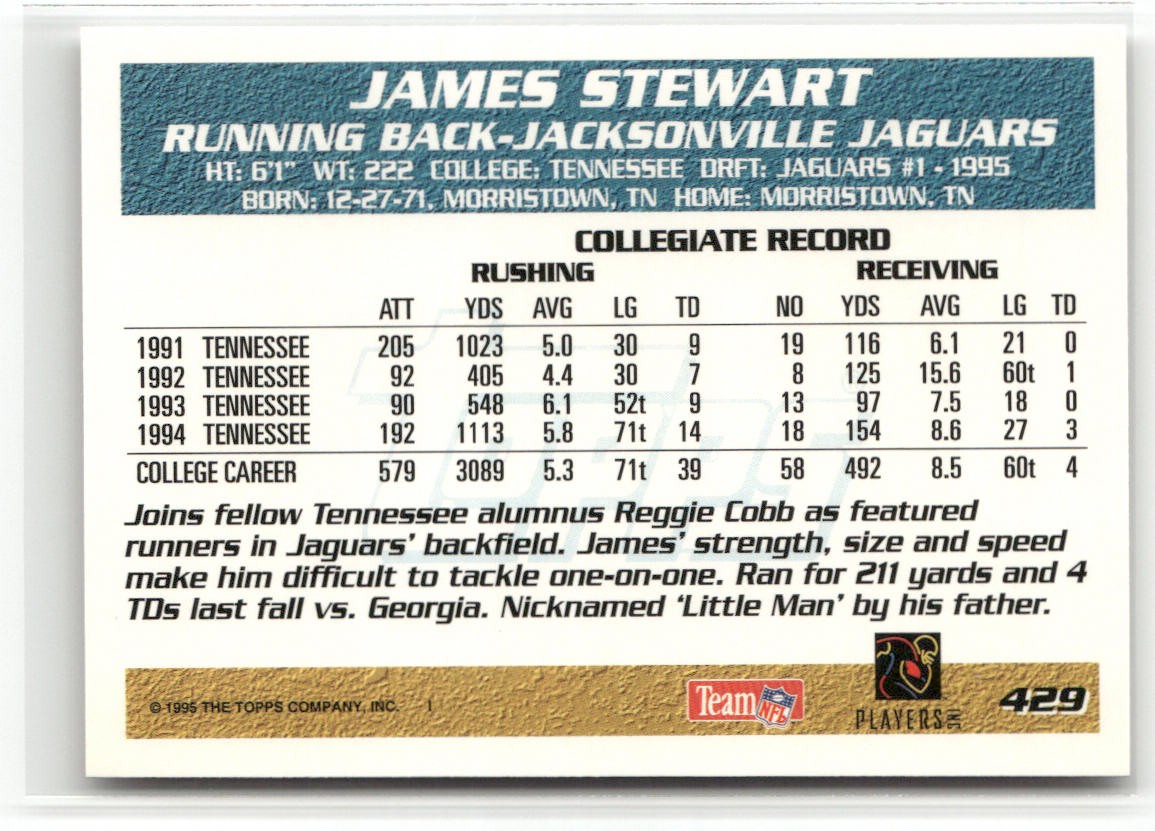 JAMES STEWART
RUNNING BACK-JACKSONVILLE JAGUARS
HT: 6'1" WT: 222 COLLEGE: TENNESSEE DRFT: JAGUARS #1 - 1995
BORN: 12-27-71, MORRISTOWN, TN HOME: MORRISTOWN, TN
COLLEGIATE RECORD
RUSHING RECEIVING
ATT YDS AVG LG TD NO YDS AVG LG TD
1991 TENNESSEE 205 1023 5.0 30 9 19 116 6.1 21 0
1992 TENNESSEE 92 405 4.4 30 7 8 125 15.6 60t 1
1993 TENNESSEE 90 548 6.1 52t 9 13 97 7.5 18 0
1994 TENNESSEE 192 1113 5.8 71t 14 18 154 8.6 27 3
COLLEGE CAREER 579 3089 5.3 71t 39 58 492 8.5 60t 4
Topps
Joins fellow Tennessee alumnus Reggie Cobb as featured
runners in Jaguars' backfield. James' strength, size and speed
make him difficult to tackle one-on-one. Ran for 211 yards and 4
TDs last fall vs. Georgia. Nicknamed 'Little Man' by his father.
© 1995 THE TOPPS COMPANY, INC. I
Team NFL
PLAYERS INC
429